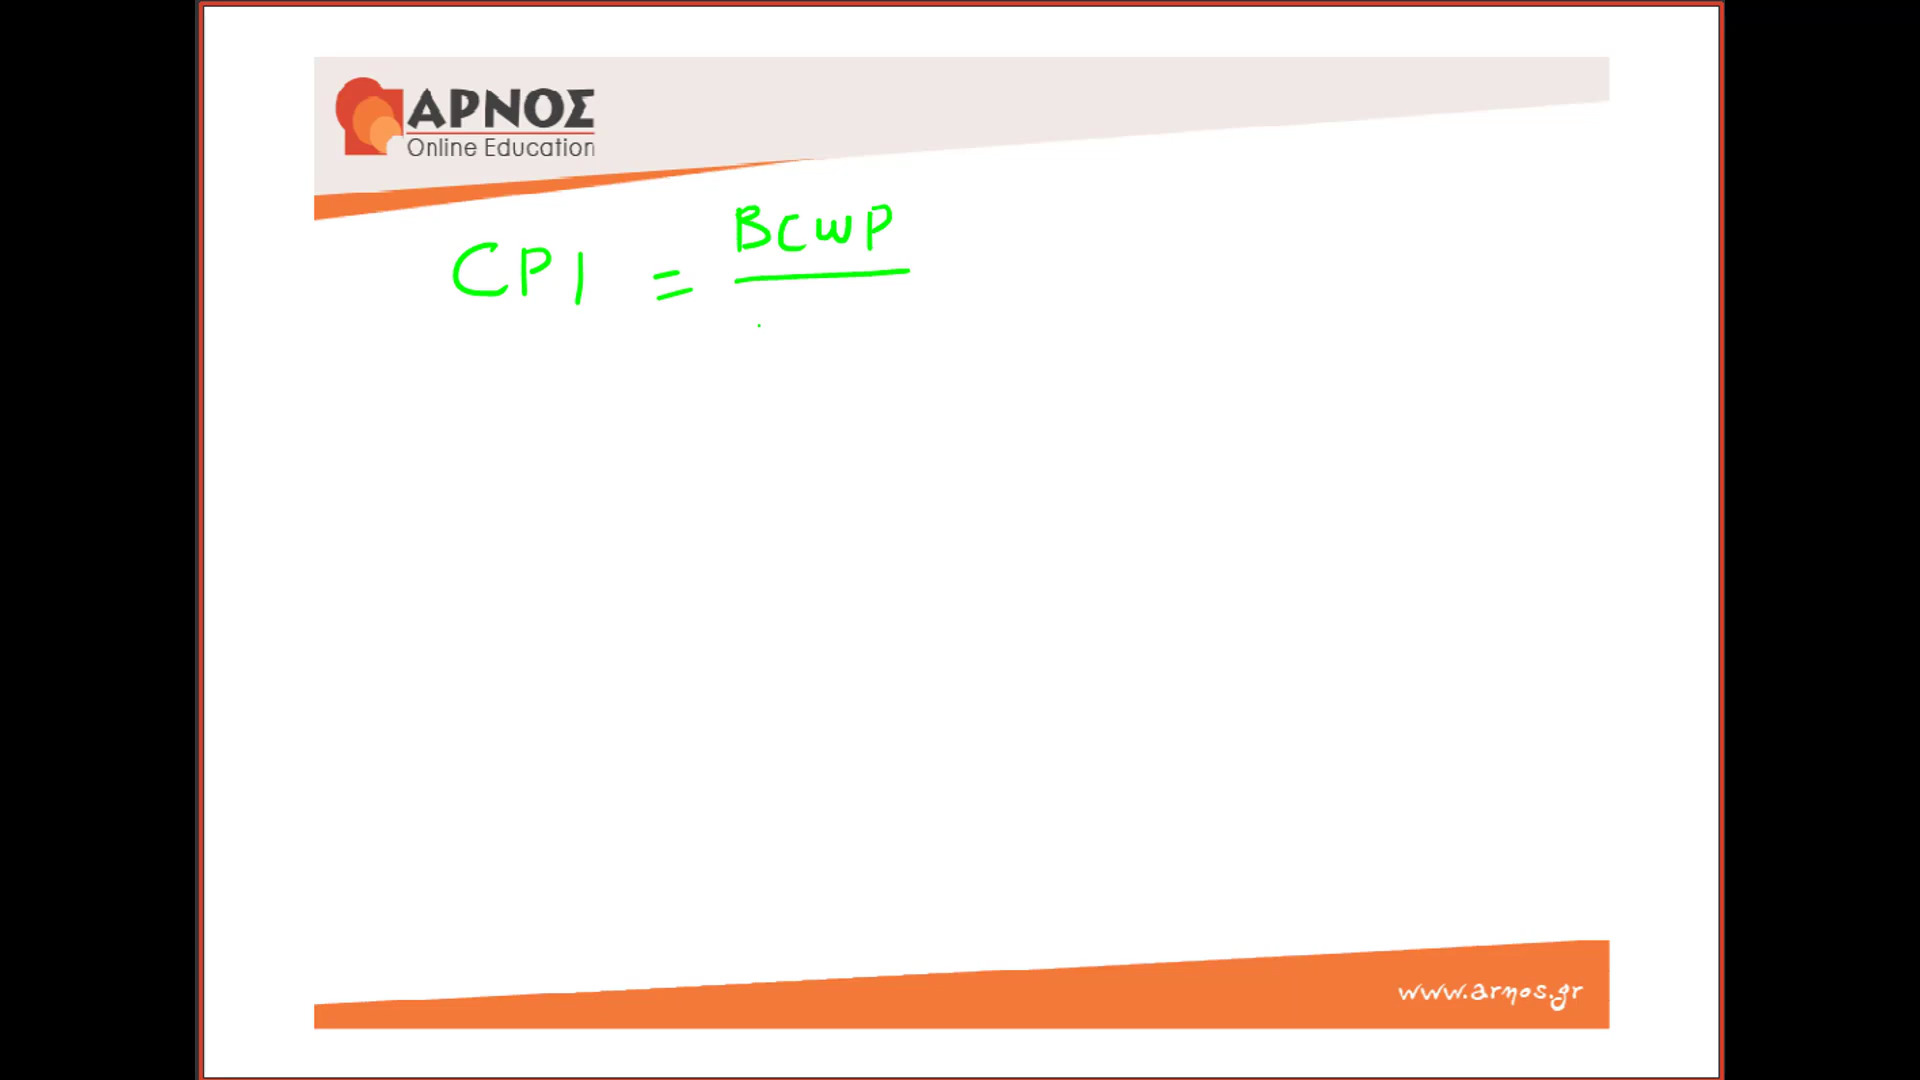 ΑΡΝΟΣ
Online Education
CPI = BCWP
www.arnos.gr